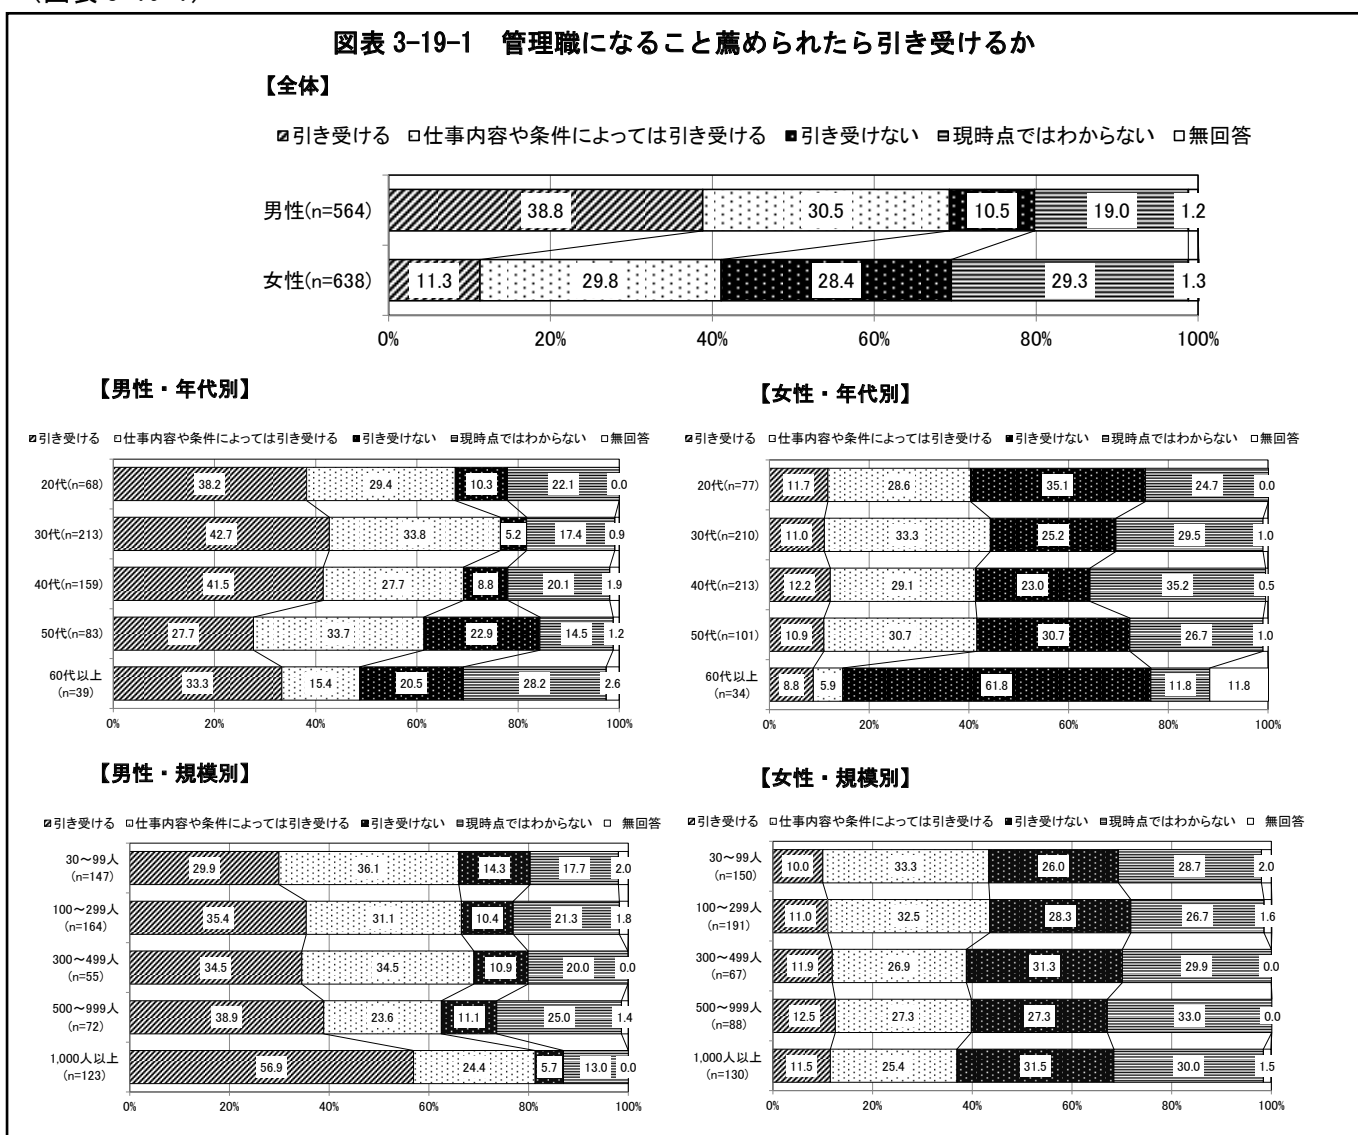 図表 3-19-1 管理職になること薦められたら引き受けるか
【全体】
引き受ける 仕事内容や条件によっては引き受ける 引き受けない 現時点ではわからない 無回答
男性(n=564) 38.8 30.5 10.5 19.0 1.2
女性(n=638) 11.3 29.8 28.4 29.3 1.3
0% 20% 40% 60% 80% 100%
【男性・年代別】
引き受ける 仕事内容や条件によっては引き受ける 引き受けない 現時点ではわからない 無回答
20代(n=68) 38.2 29.4 10.3 22.1 0.0
30代(n=213) 42.7 33.8 5.2 17.4 0.9
40代(n=159) 41.5 27.7 8.8 20.1 1.9
50代(n=83) 27.7 33.7 22.9 14.5 1.2
60代以上
(n=39) 33.3 15.4 20.5 28.2 2.6
0% 20% 40% 60% 80% 100%
【女性・年代別】
引き受ける 仕事内容や条件によっては引き受ける 引き受けない 現時点ではわからない 無回答
20代(n=77) 11.7 28.6 35.1 24.7 0.0
30代(n=210) 11.0 33.3 25.2 29.5 1.0
40代(n=213) 12.2 29.1 23.0 35.2 0.5
50代(n=101) 10.9 30.7 30.7 26.7 1.0
60代以上
(n=34) 8.8 5.9 61.8 11.8 11.8
0% 20% 40% 60% 80% 100%
【男性・規模別】
引き受ける 仕事内容や条件によっては引き受ける 引き受けない 現時点ではわからない 無回答
30～99人
(n=147) 29.9 36.1 14.3 17.7 2.0
100～299人
(n=164) 35.4 31.1 10.4 21.3 1.8
300～499人
(n=55) 34.5 34.5 10.9 20.0 0.0
500～999人
(n=72) 38.9 23.6 11.1 25.0 1.4
1,000人以上
(n=123) 56.9 24.4 5.7 13.0 0.0
0% 20% 40% 60% 80% 100%
【女性・規模別】
引き受ける 仕事内容や条件によっては引き受ける 引き受けない 現時点ではわからない 無回答
30～99人
(n=150) 10.0 33.3 26.0 28.7 2.0
100～299人
(n=191) 11.0 32.5 28.3 26.7 1.6
300～499人
(n=67) 11.9 26.9 31.3 29.9 0.0
500～999人
(n=88) 12.5 27.3 27.3 33.0 0.0
1,000人以上
(n=130) 11.5 25.4 31.5 30.0 1.5
0% 20% 40% 60% 80% 100%